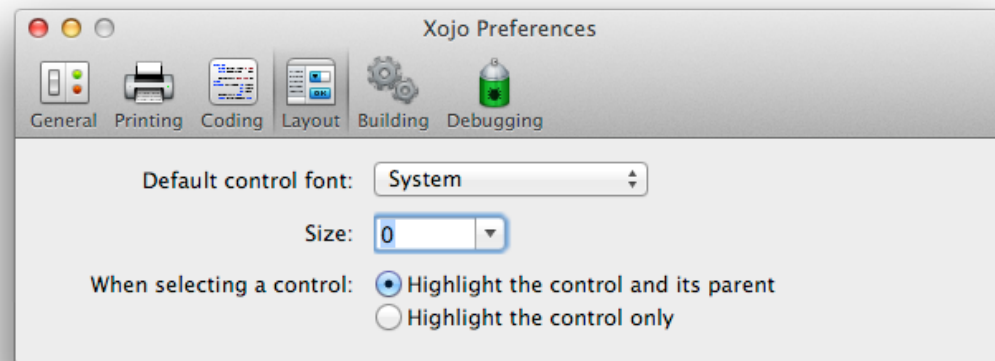 Xojo Preferences
General Printing Coding Layout Building Debugging
Default control font: System
Size: 0
When selecting a control: Highlight the control and its parent
Highlight the control only